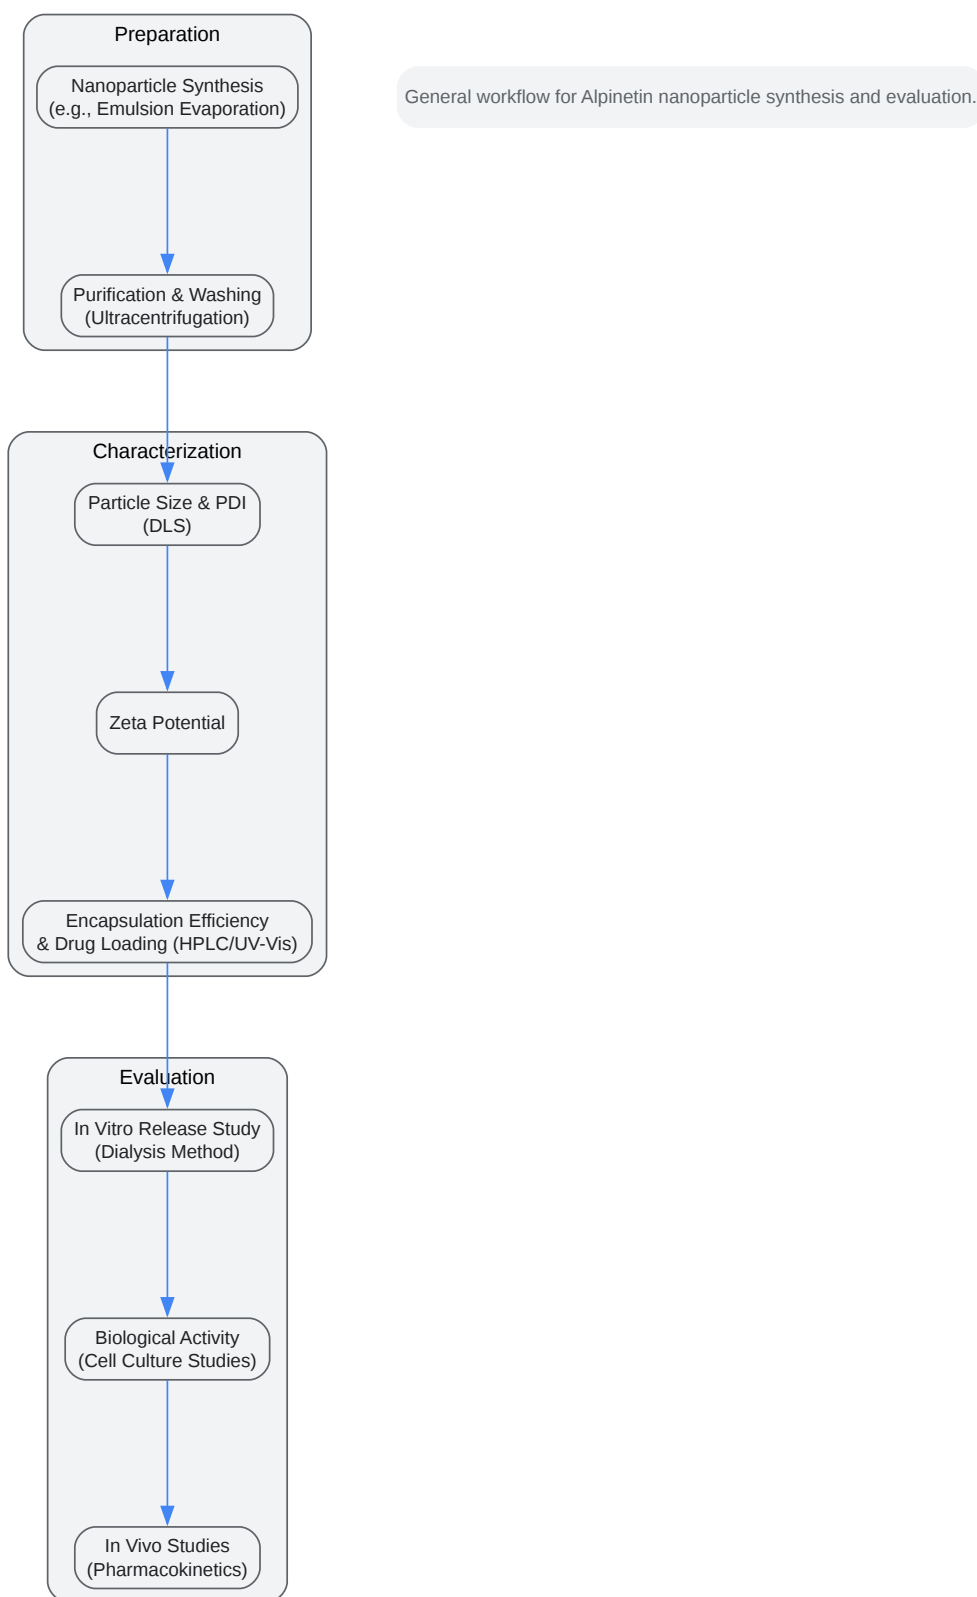 Preparation
Nanoparticle Synthesis
(e.g., Emulsion Evaporation)
General workflow for Alpinetin nanoparticle synthesis and evaluation.
Purification & Washing
(Ultracentrifugation)
Characterization
Particle Size & PDI
(DLS)
Zeta Potential
Encapsulation Efficiency
& Drug Loading (HPLC/UV-Vis)
Evaluation
In Vitro Release Study
(Dialysis Method)
Biological Activity
(Cell Culture Studies)
In Vivo Studies
(Pharmacokinetics)